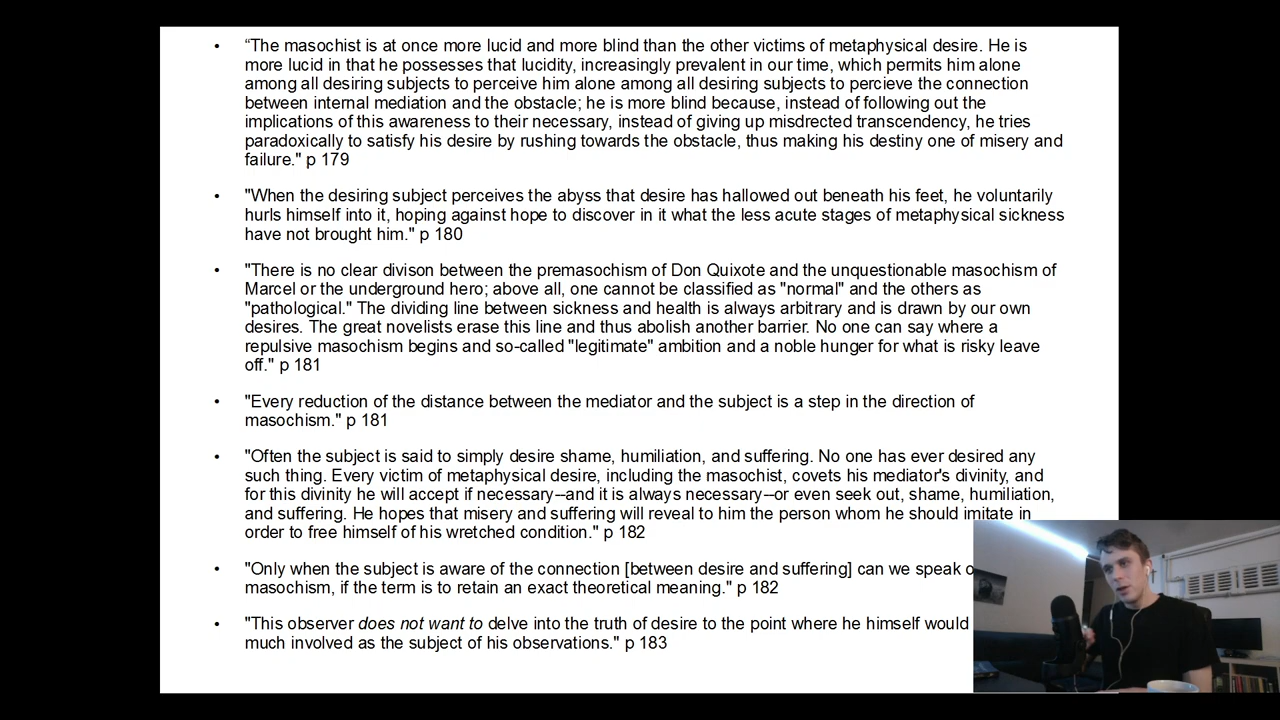 • “The masochist is at once more lucid and more blind than the other victims of metaphysical desire. He is
more lucid in that he possesses that lucidity, increasingly prevalent in our time, which permits him alone
among all desiring subjects to perceive him alone among all desiring subjects to percieve the connection
between internal mediation and the obstacle; he is more blind because, instead of following out the
implications of this awareness to their necessary, instead of giving up misdrected transcendency, he tries
paradoxically to satisfy his desire by rushing towards the obstacle, thus making his destiny one of misery and
failure." p 179
• "When the desiring subject perceives the abyss that desire has hallowed out beneath his feet, he voluntarily
hurls himself into it, hoping against hope to discover in it what the less acute stages of metaphysical sickness
have not brought him." p 180
• "There is no clear divison between the premasochism of Don Quixote and the unquestionable masochism of
Marcel or the underground hero; above all, one cannot be classified as "normal" and the others as
"pathological." The dividing line between sickness and health is always arbitrary and is drawn by our own
desires. The great novelists erase this line and thus abolish another barrier. No one can say where a
repulsive masochism begins and so-called "legitimate" ambition and a noble hunger for what is risky leave
off." p 181
• "Every reduction of the distance between the mediator and the subject is a step in the direction of
masochism." p 181
• "Often the subject is said to simply desire shame, humiliation, and suffering. No one has ever desired any
such thing. Every victim of metaphysical desire, including the masochist, covets his mediator's divinity, and
for this divinity he will accept if necessary--and it is always necessary--or even seek out, shame, humiliation,
and suffering. He hopes that misery and suffering will reveal to him the person whom he should imitate in
order to free himself of his wretched condition." p 182
• "Only when the subject is aware of the connection [between desire and suffering] can we speak
masochism, if the term is to retain an exact theoretical meaning." p 182
• "This observer does not want to delve into the truth of desire to the point where he himself would
much involved as the subject of his observations." p 183